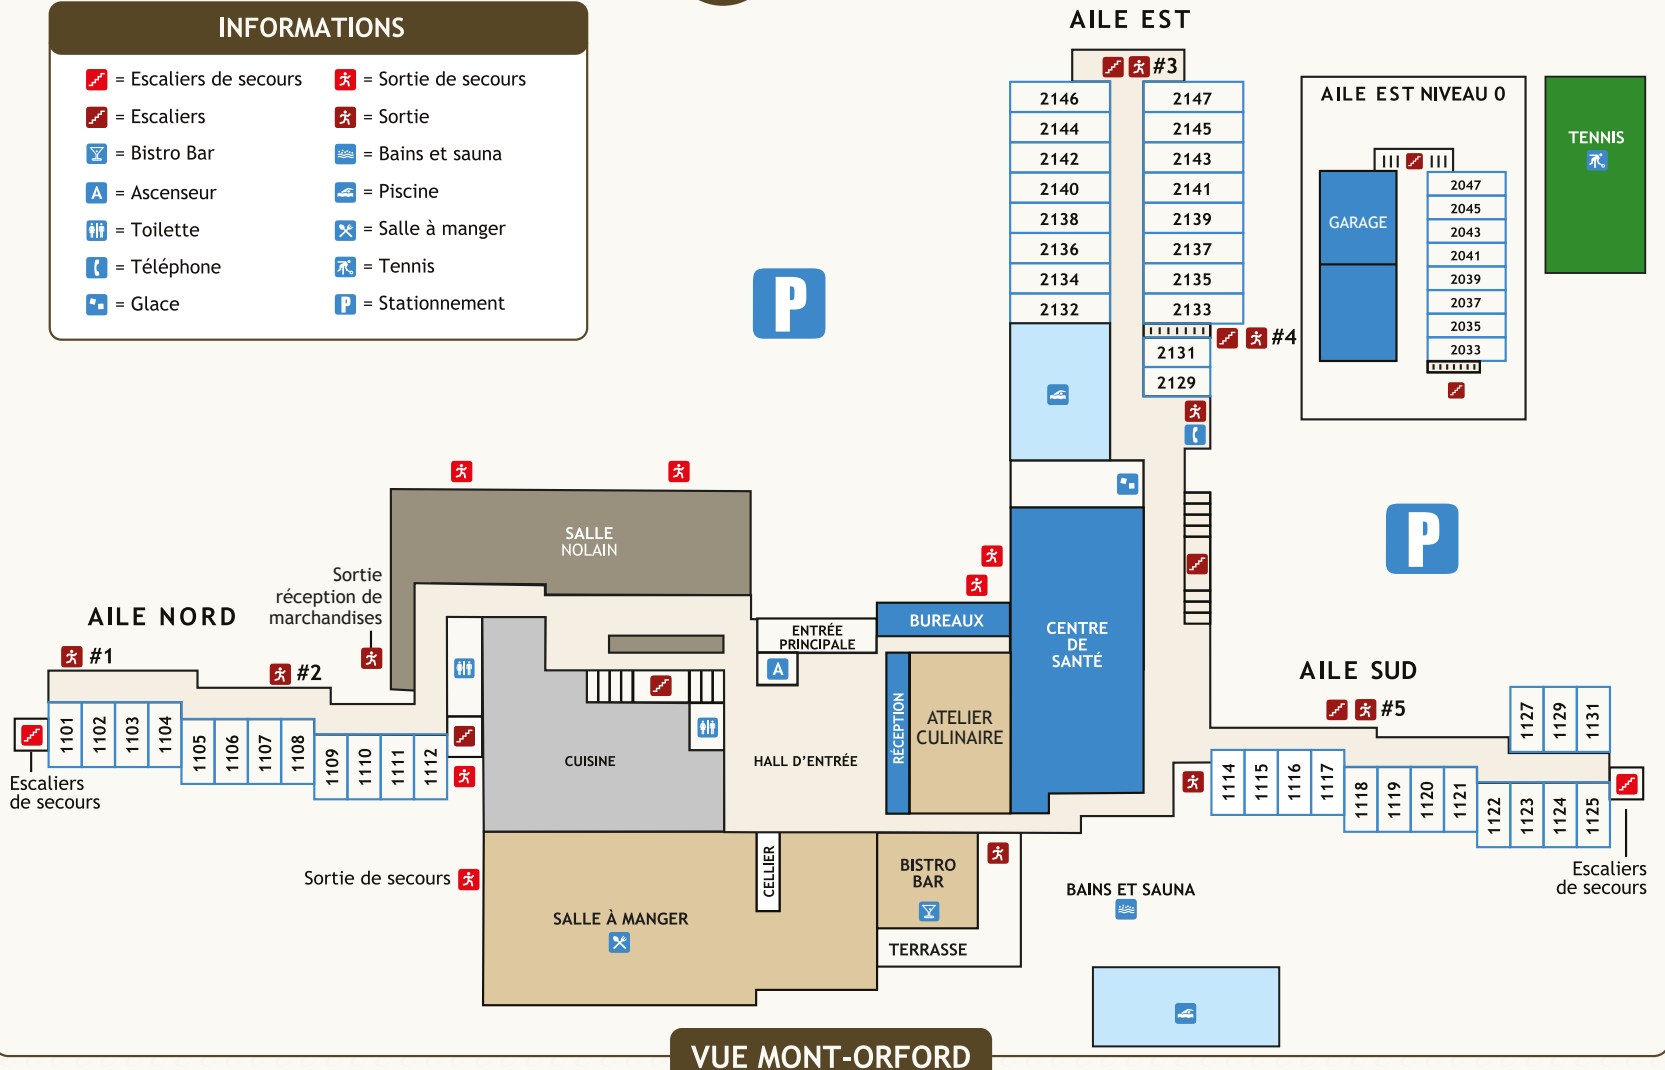 INFORMATIONS
= Escaliers de secours
= Sortie de secours
= Escaliers
= Sortie
= Bistro Bar
= Bains et sauna
A = Ascenseur
= Piscine
= Toilette
= Salle à manger
= Téléphone
= Tennis
= Glace
P = Stationnement
P
AILE EST
#3
2146
2144
2142
2140
2138
2136
2134
2132
2147
2145
2143
2141
2139
2137
2135
2133
#4
2131
2129
AILE EST NIVEAU 0
GARAGE
2047
2045
2043
2041
2039
2037
2035
2033
TENNIS
P
SALLE
NOLAIN
Sortie
réception de
marchandises
AILE NORD
#1
#2
1101
1102
1103
1104
1105
1106
1107
1108
1109
1110
1111
1112
Escaliers
de secours
CUISINE
HALL D'ENTRÉE
ENTRÉE
PRINCIPALE
A
BUREAUX
RÉCEPTION
ATELIER
CULINAIRE
CENTRE
DE
SANTÉ
AILE SUD
#5
1127
1129
1131
1114
1115
1116
1117
1118
1119
1120
1121
1122
1123
1124
1125
Escaliers
de secours
Sortie de secours
SALLE À MANGER
CELLIER
BISTRO
BAR
TERRASSE
BAINS ET SAUNA
VUE MONT-ORFORD